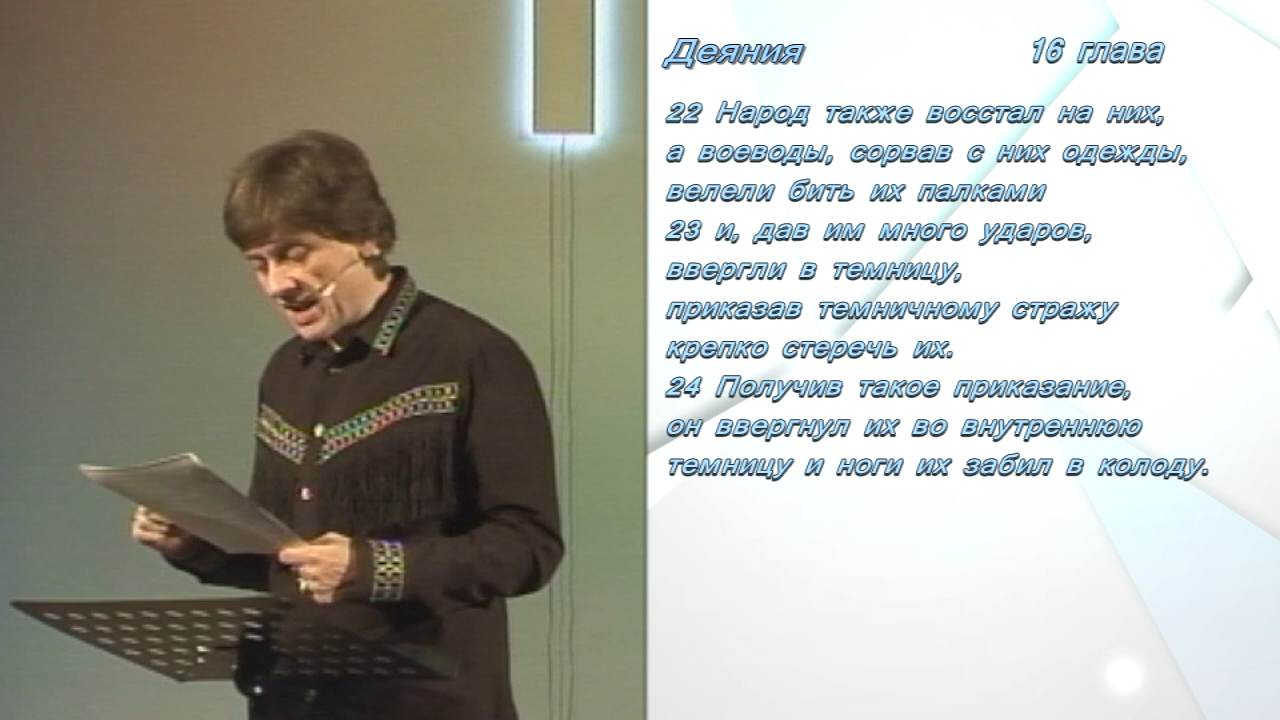 Деяния 16 глава
22 Народ также восстал на них,
а воеводы, сорвав с них одежды,
велели бить их палками
23 и, дав им много ударов,
ввергли в темницу,
приказав темничному стражу
крепко стеречь их.
24 Получив такое приказание,
он ввергнул их во внутреннюю
темницу и ноги их забил в колоду.